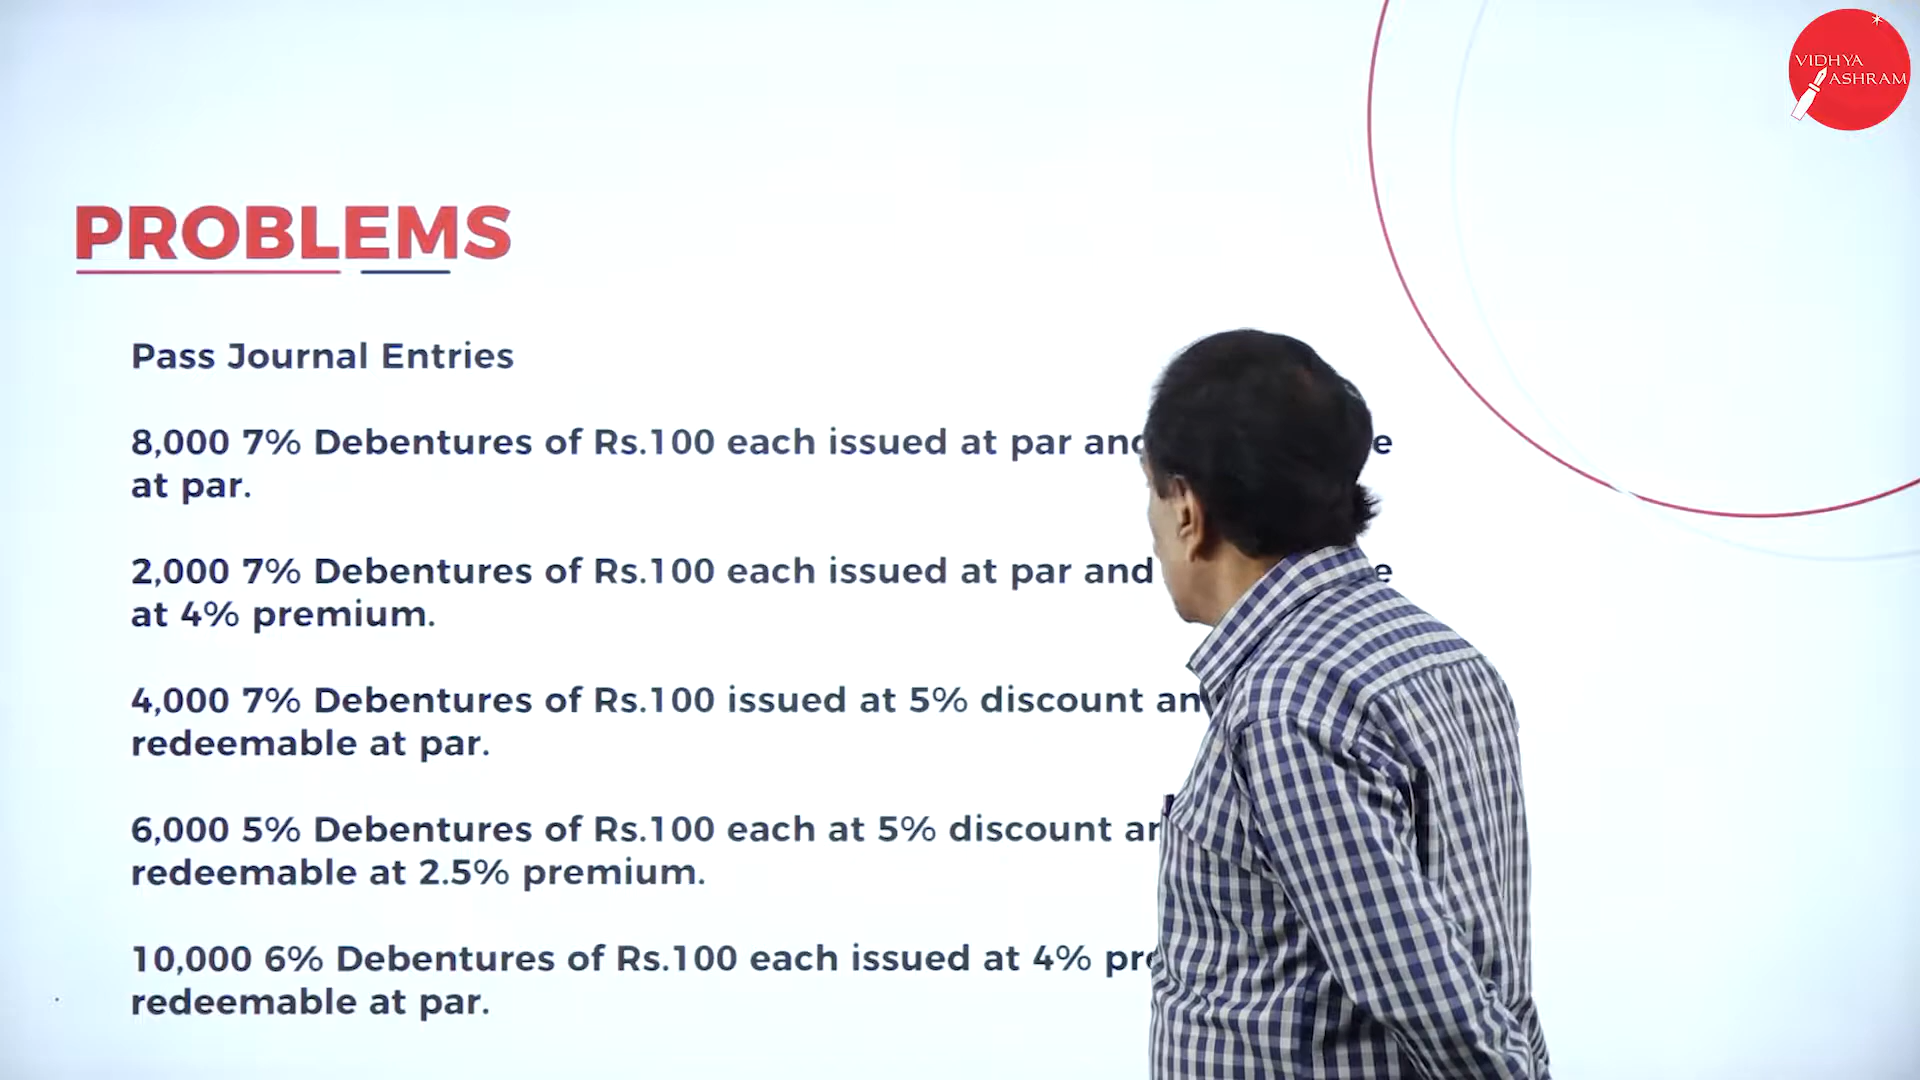 VIDHYA
ASHRAM
PROBLEMS
Pass Journal Entries
8,000 7% Debentures of Rs.100 each issued at par and
at par.
2,000 7% Debentures of Rs.100 each issued at par and
at 4% premium.
4,000 7% Debentures of Rs.100 issued at 5% discount
redeemable at par.
6,000 5% Debentures of Rs.100 each at 5% discount
redeemable at 2.5% premium.
10,000 6% Debentures of Rs.100 each issued at 4%
redeemable at par.